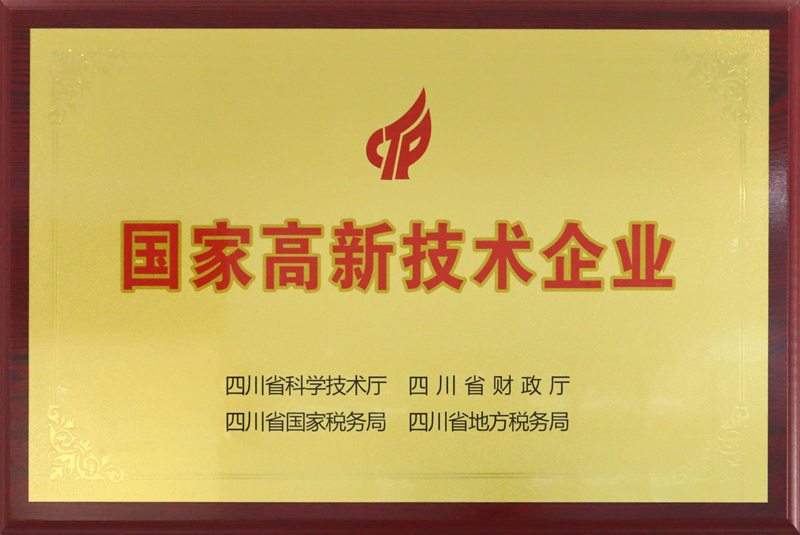 CTP
国家高新技术企业
四川省科学技术厅 四川省财政厅
四川省国家税务局 四川省地方税务局